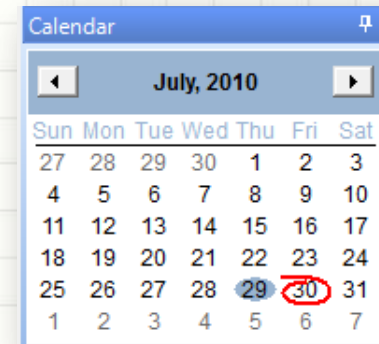 Calendar
July, 2010
Sun Mon Tue Wed Thu Fri Sat
27 28 29 30 1 2 3
4 5 6 7 8 9 10
11 12 13 14 15 16 17
18 19 20 21 22 23 24
25 26 27 28 29 30 31
1 2 3 4 5 6 7